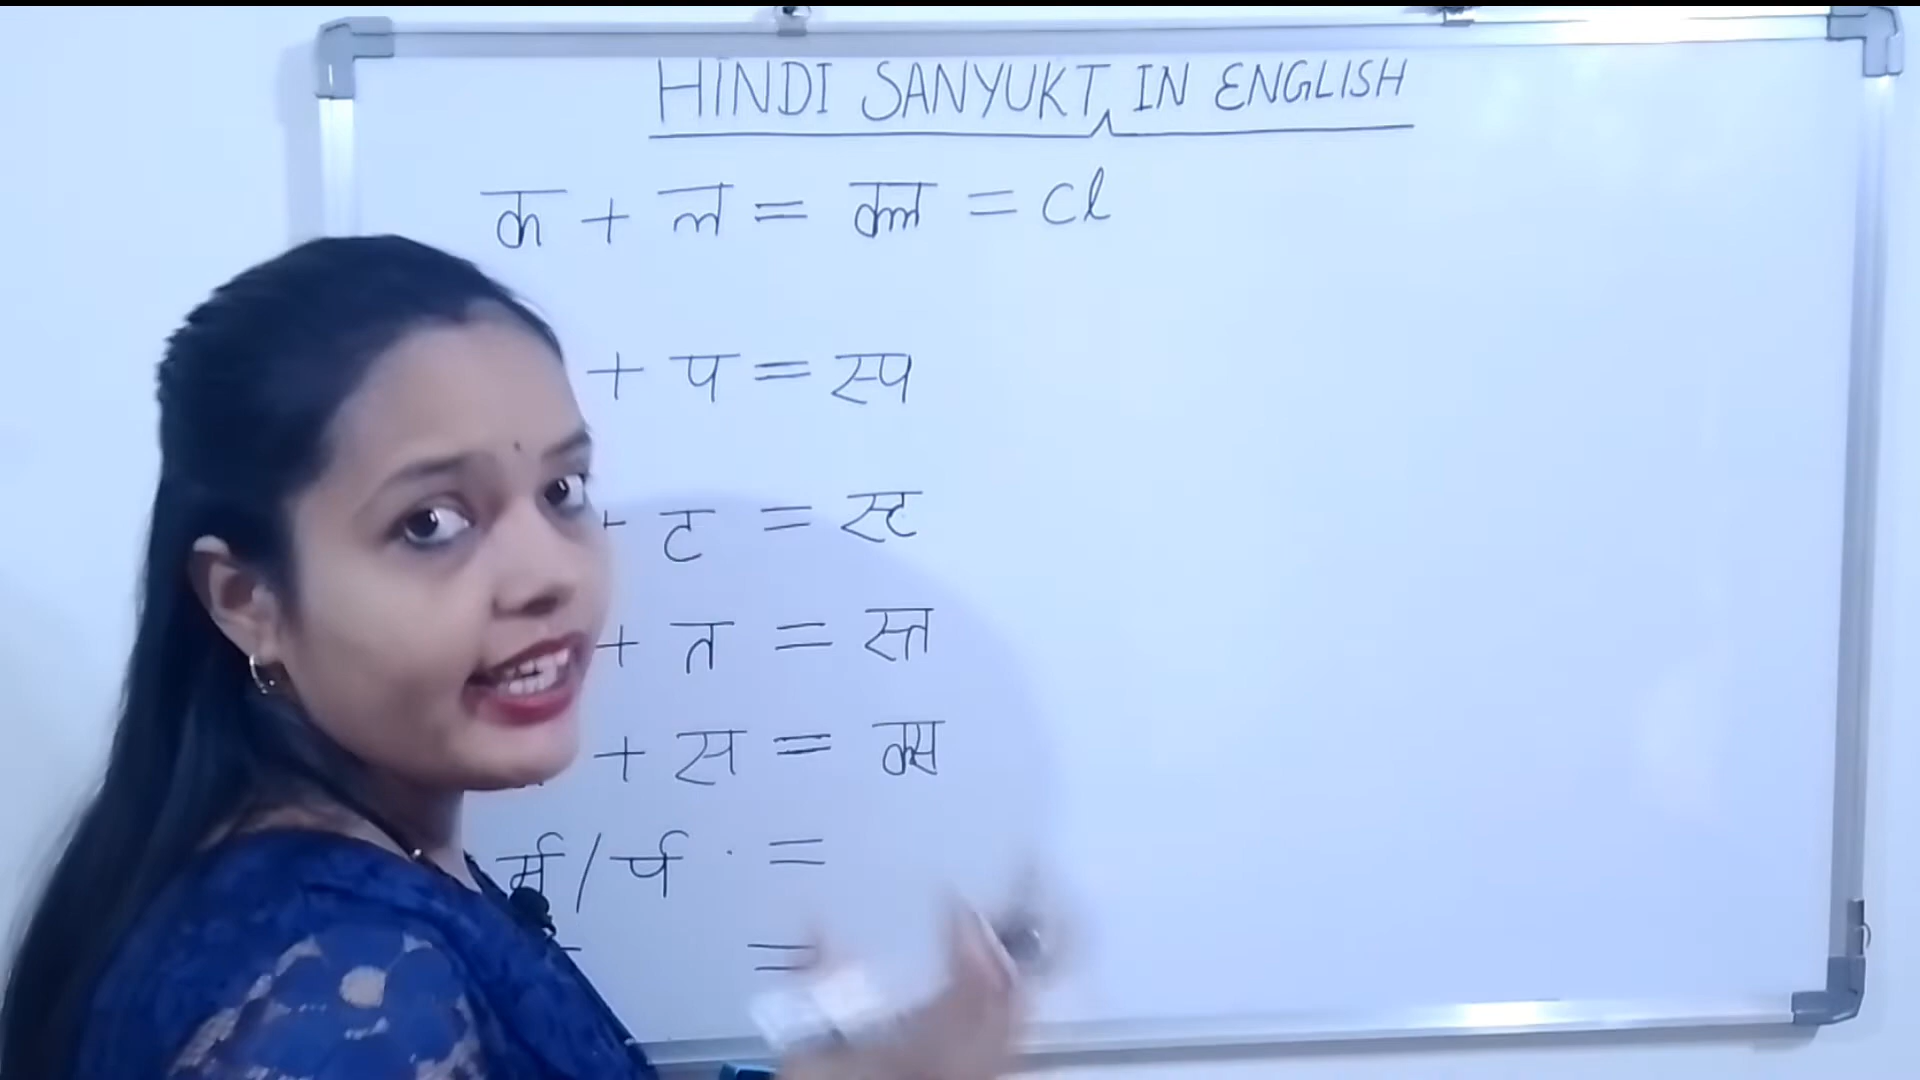 HINDI SANYUKT IN ENGLISH
क + ल = क्ल = cl
+ प = स्प
+ ट = स्ट
+ त = स्त
+ स = क्स
र्म / र्प =
=